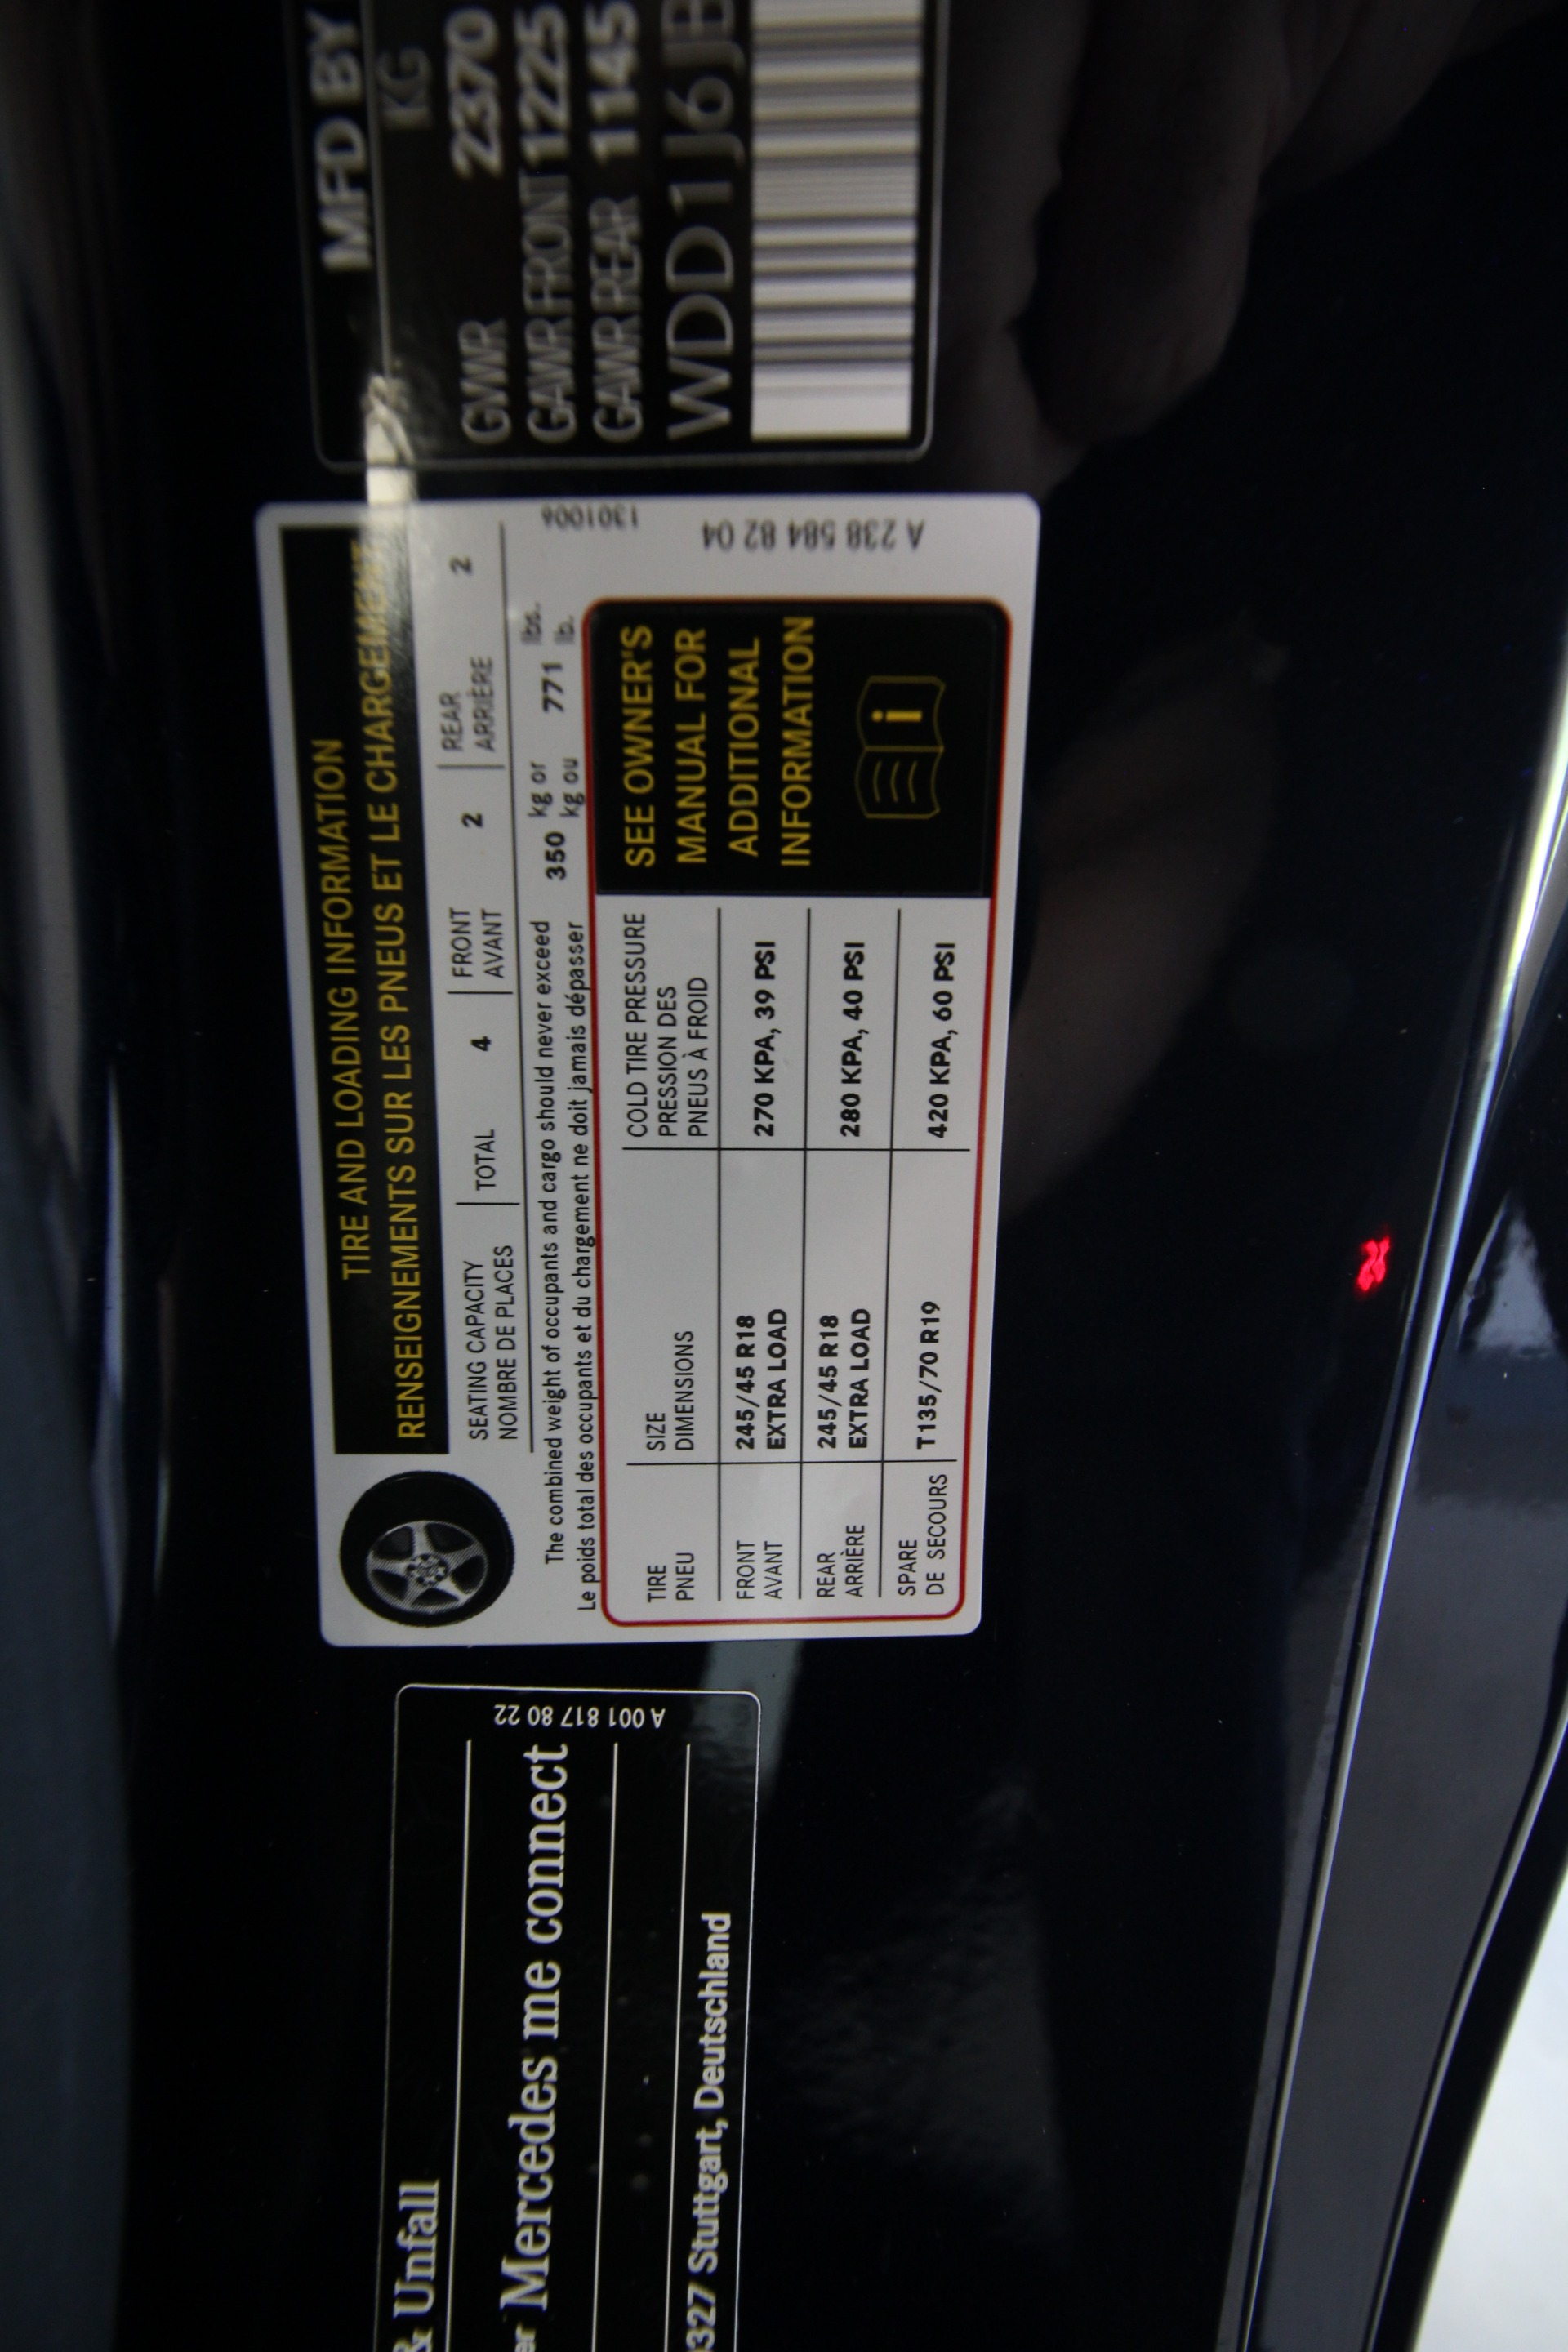 MFD BY
KG
GVWR 2370
GAWR FRONT 1225
GAWR REAR 1145
WDD1J6JB
TIRE AND LOADING INFORMATION
RENSEIGNEMENTS SUR LES PNEUS ET LE CHARGEMENT
SEATING CAPACITY TOTAL 4 FRONT 2 REAR 2
NOMBRE DE PLACES AVANT ARRIÈRE
The combined weight of occupants and cargo should never exceed 350 kg or 771 lbs.
Le poids total des occupants et du chargement ne doit jamais dépasser kg ou lb.
TIRE SIZE COLD TIRE PRESSURE
PNEU DIMENSIONS PRESSION DES
PNEUS À FROID
FRONT 245/45 R18 270 KPA, 39 PSI
AVANT EXTRA LOAD
REAR 245/45 R18 280 KPA, 40 PSI
ARRIÈRE EXTRA LOAD
SPARE T135/70 R19 420 KPA, 60 PSI
DE SECOURS
SEE OWNER'S
MANUAL FOR
ADDITIONAL
INFORMATION
i
1301006
A 238 584 82 04
& Unfall
er Mercedes me connect
327 Stuttgart, Deutschland
A 001 817 80 22